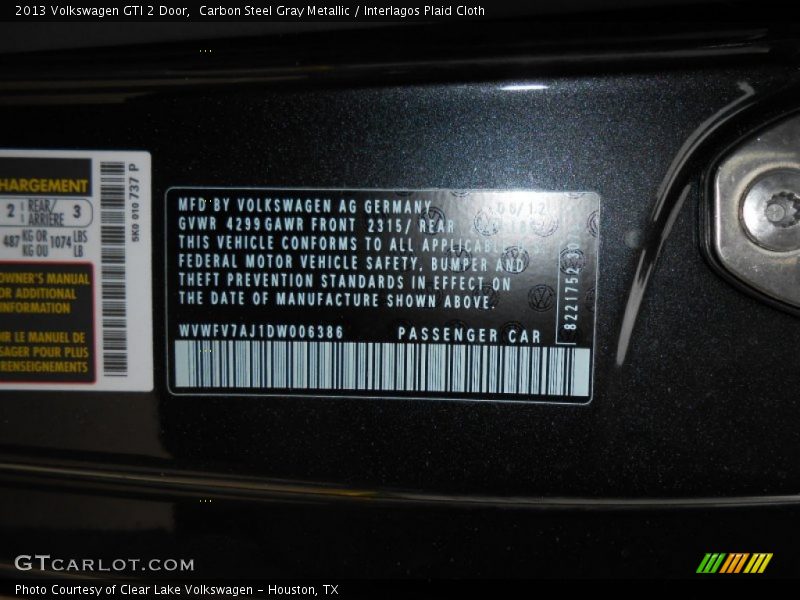 2013 Volkswagen GTI 2 Door,  Carbon Steel Gray Metallic / Interlagos Plaid Cloth
HARGEMENT
2 REAR/ ARRIÈRE 3
487 KG OR KG OU 1074 LBS LB
OWNER'S MANUAL
OR ADDITIONAL
INFORMATION
IR LE MANUEL DE
SAGER POUR PLUS
RENSEIGNEMENTS
5K0 010 737 P
MFD BY VOLKSWAGEN AG GERMANY
GVWR 4299 GAWR FRONT 2315/ REAR
THIS VEHICLE CONFORMS TO ALL
FEDERAL MOTOR VEHICLE SAFETY, BUMPER AND
THEFT PREVENTION STANDARDS IN EFFECT ON
THE DATE OF MANUFACTURE SHOWN ABOVE.
WVWFV7AJ1DW006386 PASSENGER CAR
GTCARLOT.COM
Photo Courtesy of Clear Lake Volkswagen – Houston, TX